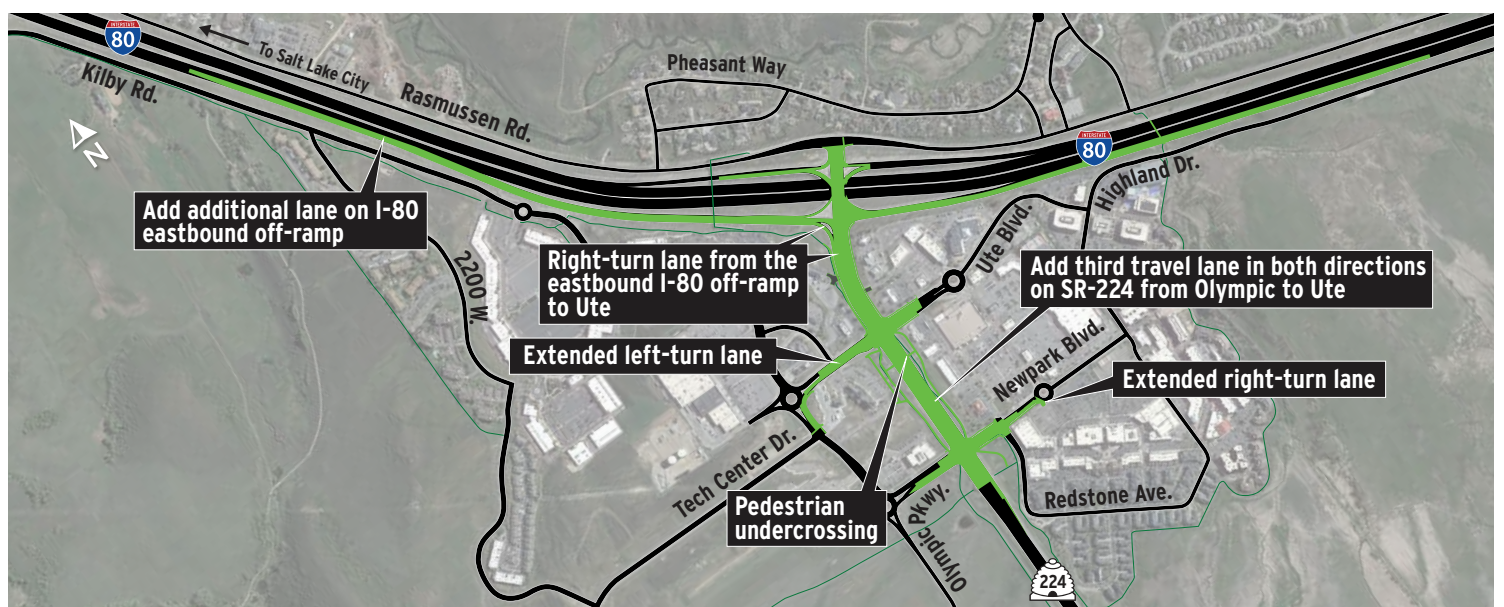 INTERSTATE
80
To Salt Lake City
Kilby Rd.
Rasmussen Rd.
Pheasant Way
N
INTERSTATE
80
Highland Dr.
Add additional lane on I-80
eastbound off-ramp
2200 W.
Right-turn lane from the
eastbound I-80 off-ramp
to Ute
Ute Blvd.
Add third travel lane in both directions
on SR-224 from Olympic to Ute
Extended left-turn lane
Newpark Blvd.
Extended right-turn lane
Tech Center Dr.
Pedestrian
undercrossing
Olympic Pkwy.
Redstone Ave.
224